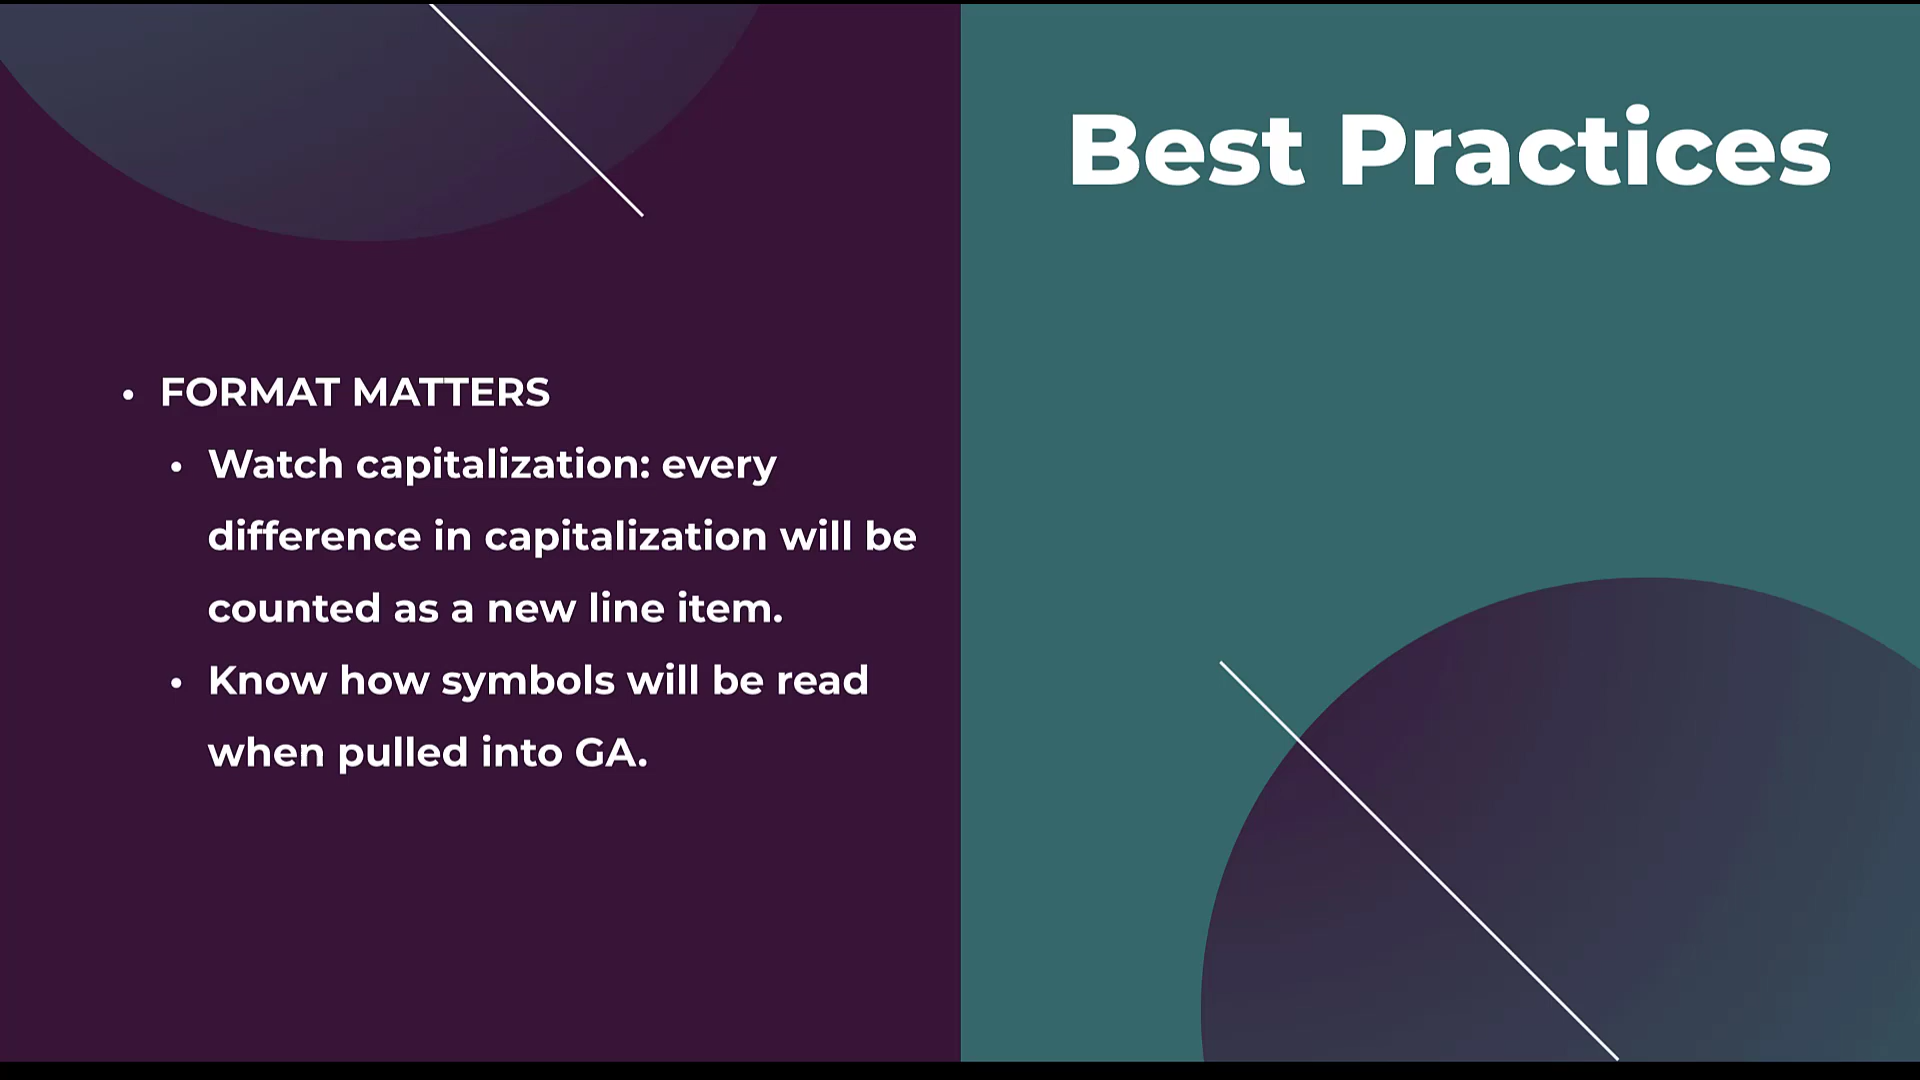 Best Practices
• FORMAT MATTERS
• Watch capitalization: every
difference in capitalization will be
counted as a new line item.
• Know how symbols will be read
when pulled into GA.